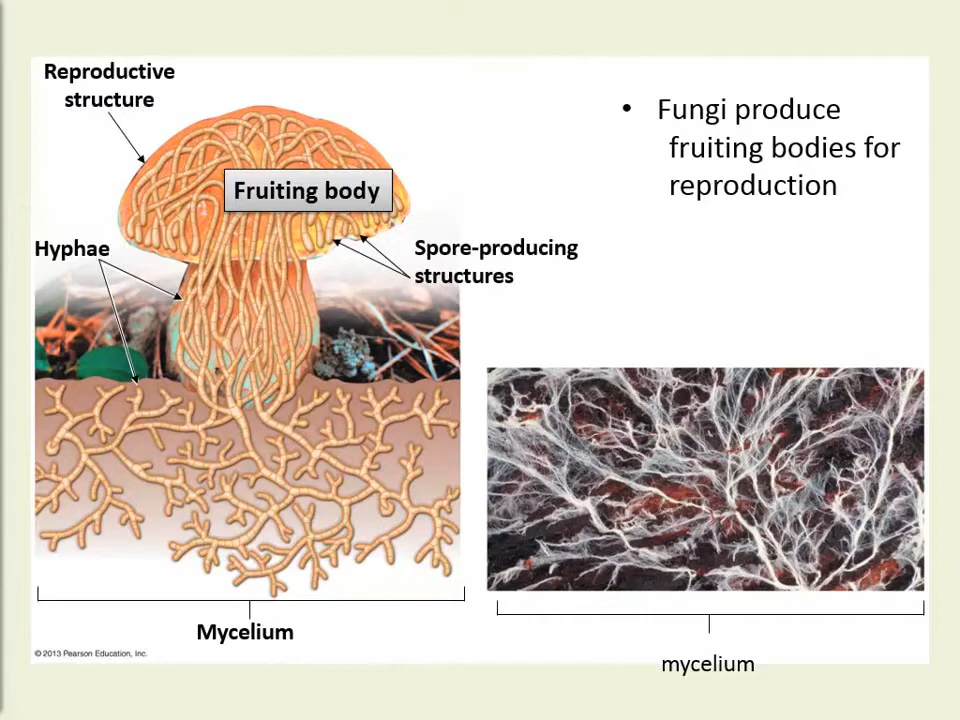 Reproductive
structure
Fruiting body
Hyphae
Spore-producing
structures
Mycelium
© 2013 Pearson Education, Inc.
• Fungi produce
fruiting bodies for
reproduction
mycelium